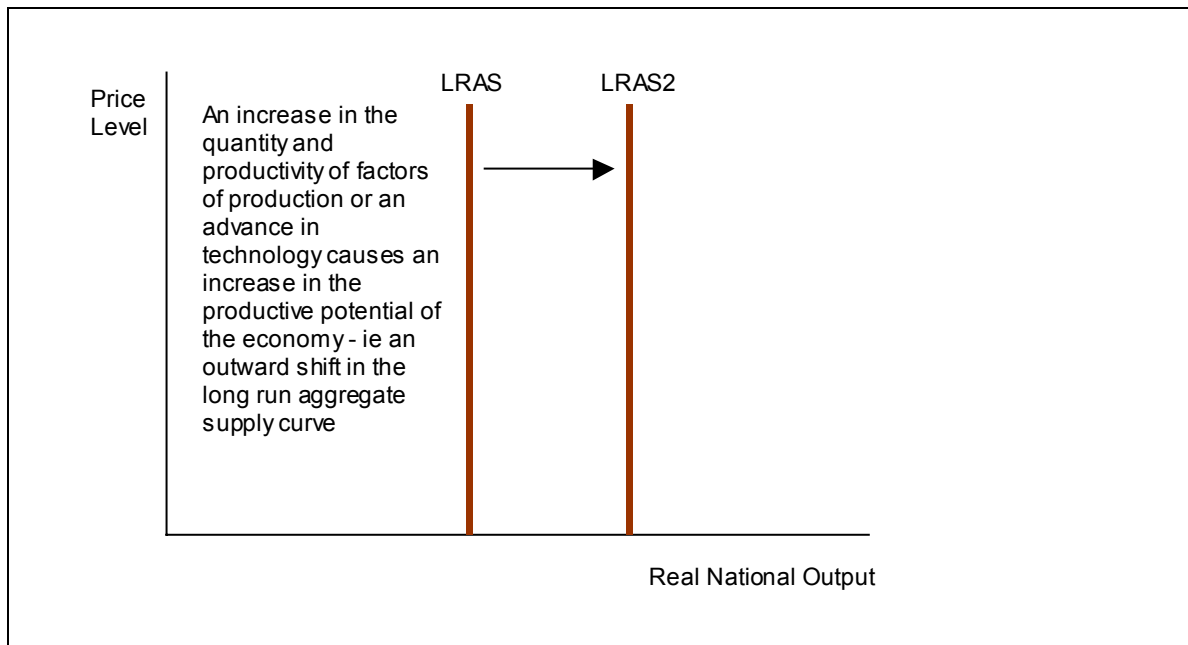 LRAS
LRAS2
Price
Level
An increase in the
quantity and
productivity of factors
of production or an
advance in
technology causes an
increase in the
productive potential of
the economy - ie an
outward shift in the
long run aggregate
supply curve
Real National Output